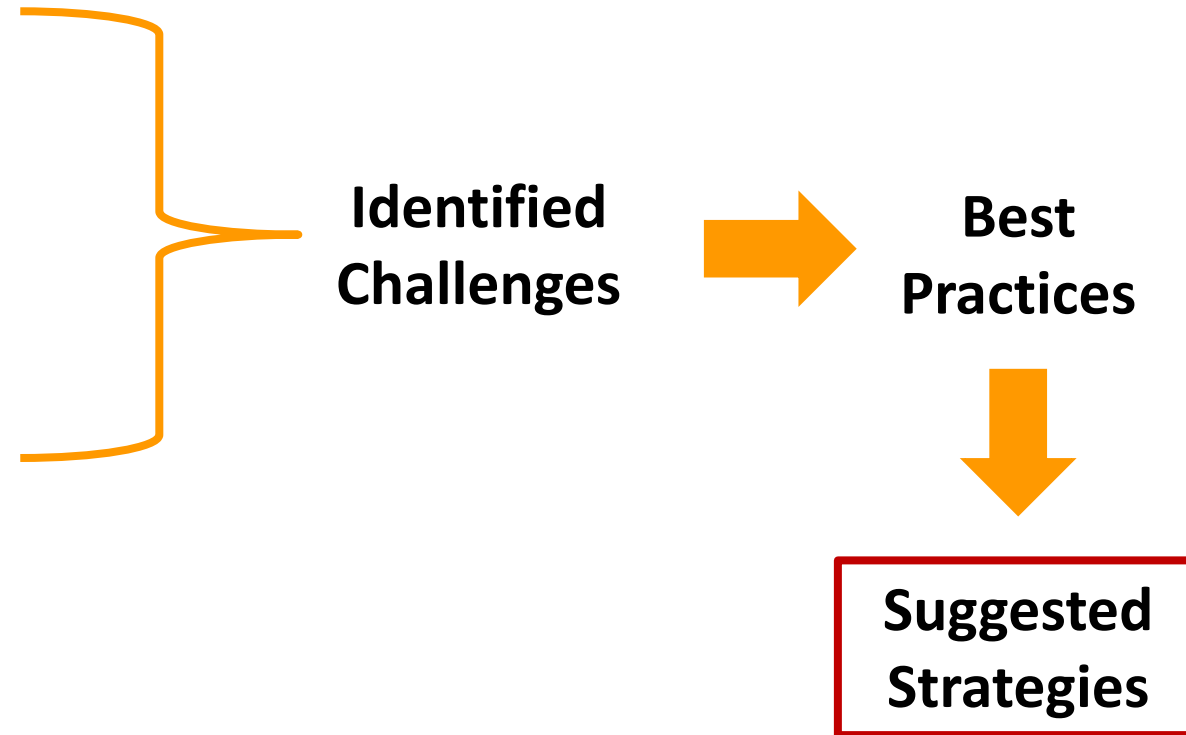 Identified
Challenges
Best
Practices
Suggested
Strategies